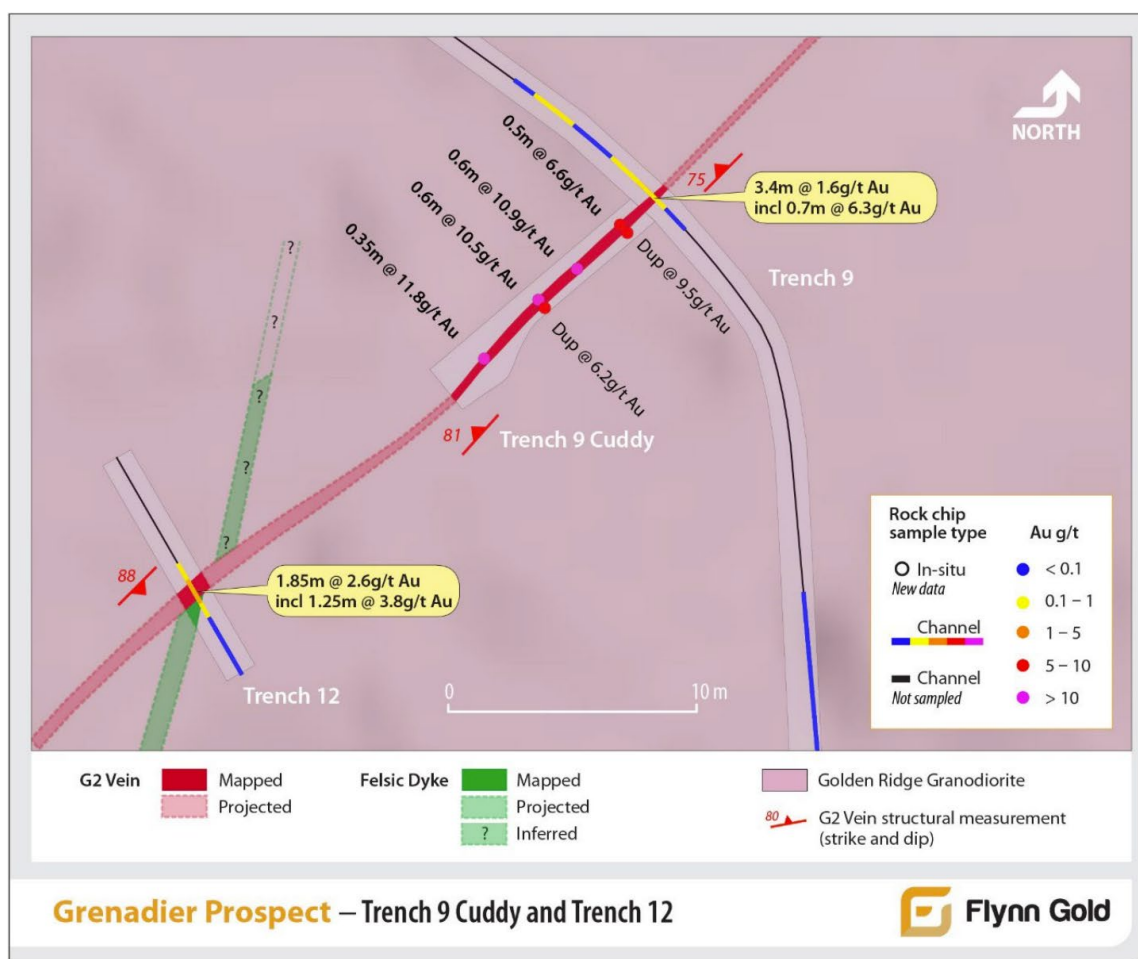 NORTH
0.5m @ 6.6g/t Au
0.6m @ 10.9g/t Au
0.6m @ 10.5g/t Au
0.35m @ 11.8g/t Au
75
3.4m @ 1.6g/t Au
incl 0.7m @ 6.3g/t Au
Dup @ 9.5g/t Au
Trench 9
Dup @ 6.2g/t Au
?
?
?
?
?
81
Trench 9 Cuddy
88
1.85m @ 2.6g/t Au
incl 1.25m @ 3.8g/t Au
Trench 12
0 10 m
Rock chip
sample type
Au g/t
In-situ
New data
Channel
Channel
Not sampled
< 0.1
0.1 – 1
1 – 5
5 – 10
> 10
G2 Vein
Mapped
Projected
Felsic Dyke
Mapped
Projected
? Inferred
Golden Ridge Granodiorite
80 G2 Vein structural measurement
(strike and dip)
Grenadier Prospect – Trench 9 Cuddy and Trench 12
Flynn Gold